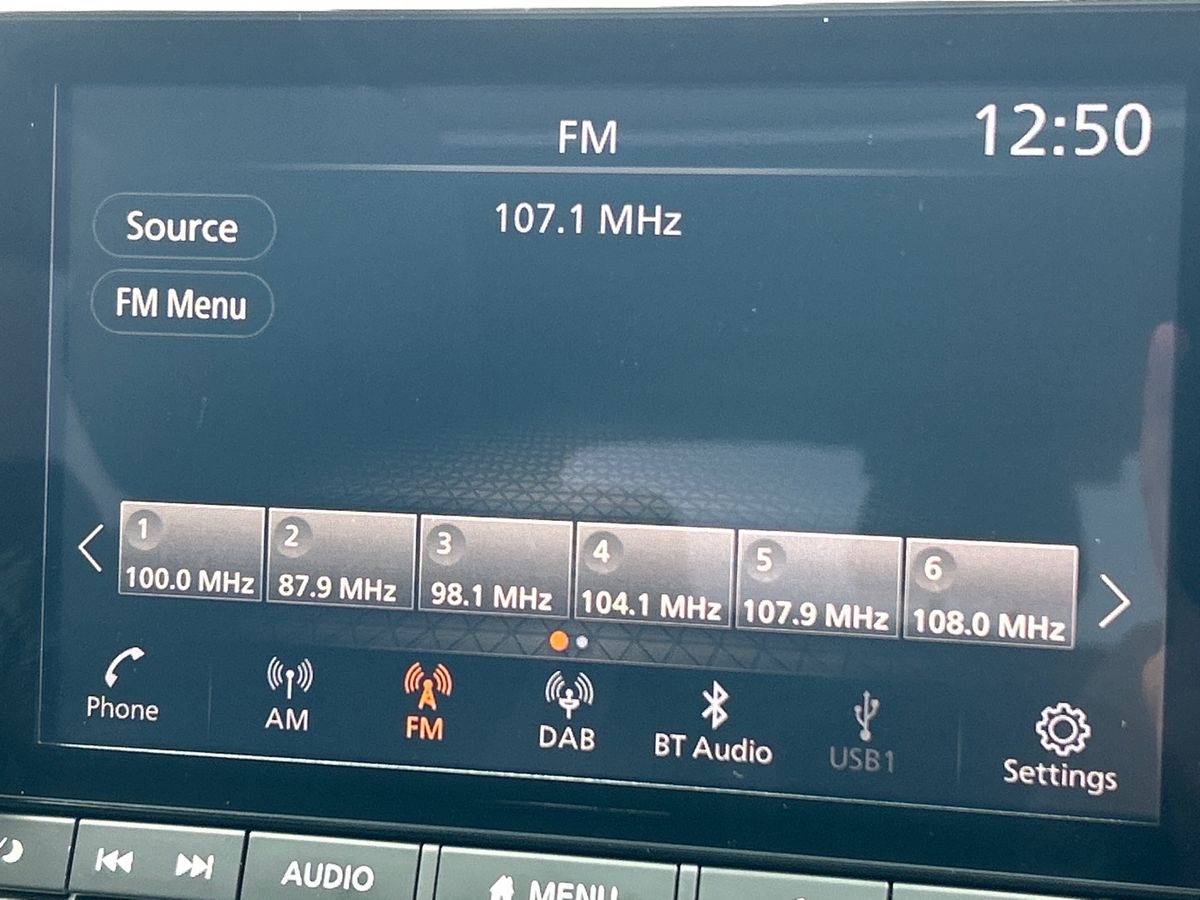 FM
12:50
107.1 MHz
Source
FM Menu
1 2 3 4 5 6
100.0 MHz 87.9 MHz 98.1 MHz 104.1 MHz 107.9 MHz 108.0 MHz
Phone AM FM DAB BT Audio USB1 Settings
AUDIO MENU